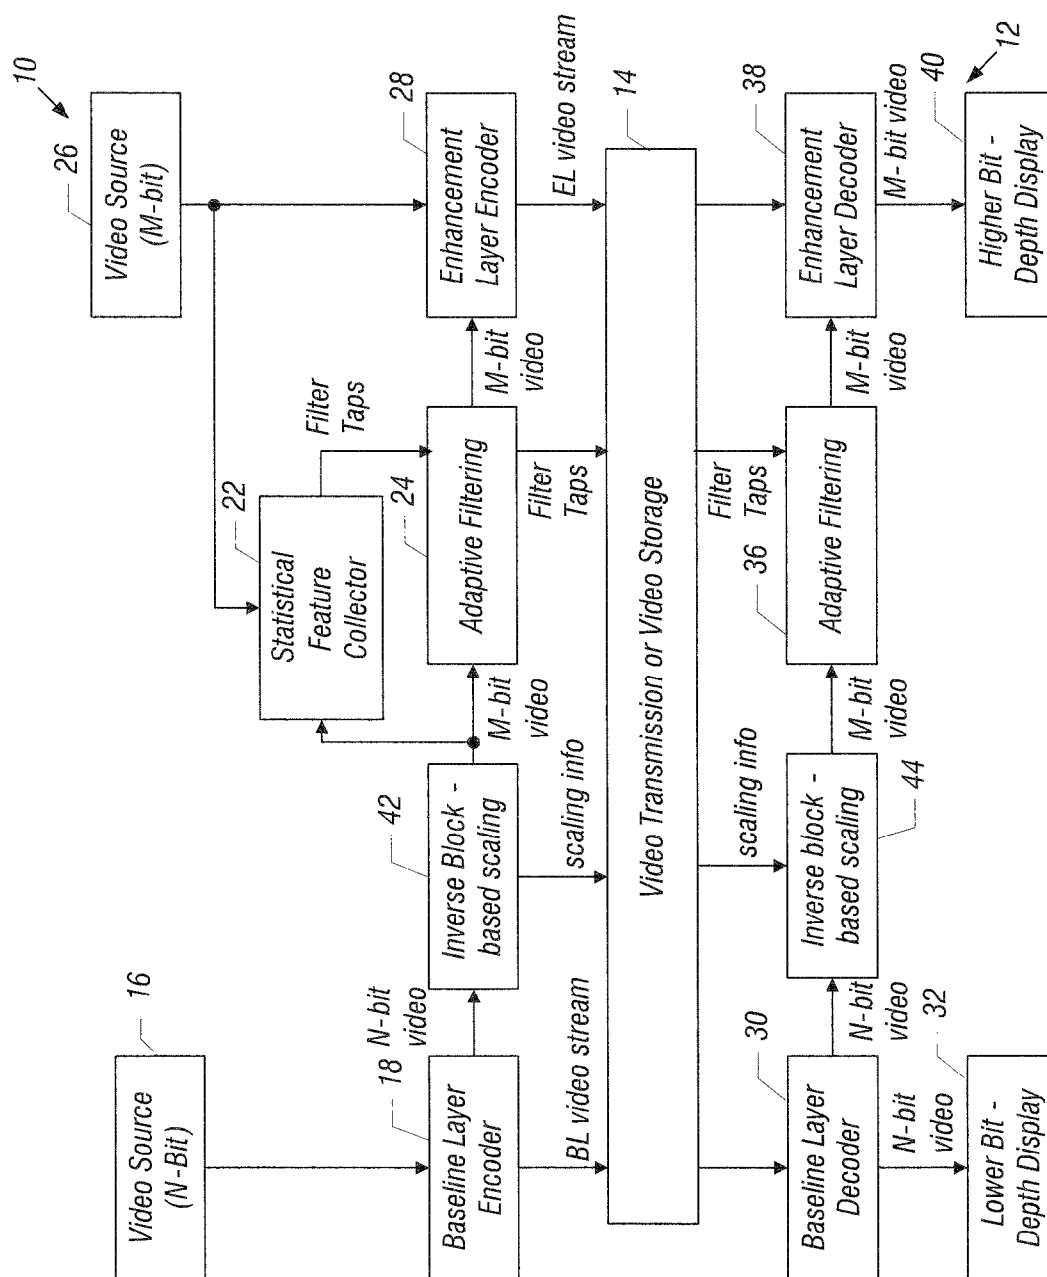 10
26
Video Source
(M-bit)
16
Video Source
(N-Bit)
22
Statistical
Feature
Collector
Filter
Taps
18
Baseline Layer
Encoder
N-bit
video
42
Inverse Block -
based scaling
M-bit
video
24
Adaptive Filtering
M-bit
video
28
Enhancement
Layer Encoder
BL video stream
scaling info
Filter
Taps
EL video stream
14
Video Transmission or Video Storage
scaling info
Filter
Taps
30
Baseline Layer
Decoder
N-bit
video
44
Inverse block -
based scaling
M-bit
video
36
Adaptive Filtering
M-bit
video
38
Enhancement
Layer Decoder
N-bit
video
32
Lower Bit -
Depth Display
M- bit video
40
Higher Bit -
Depth Display
12